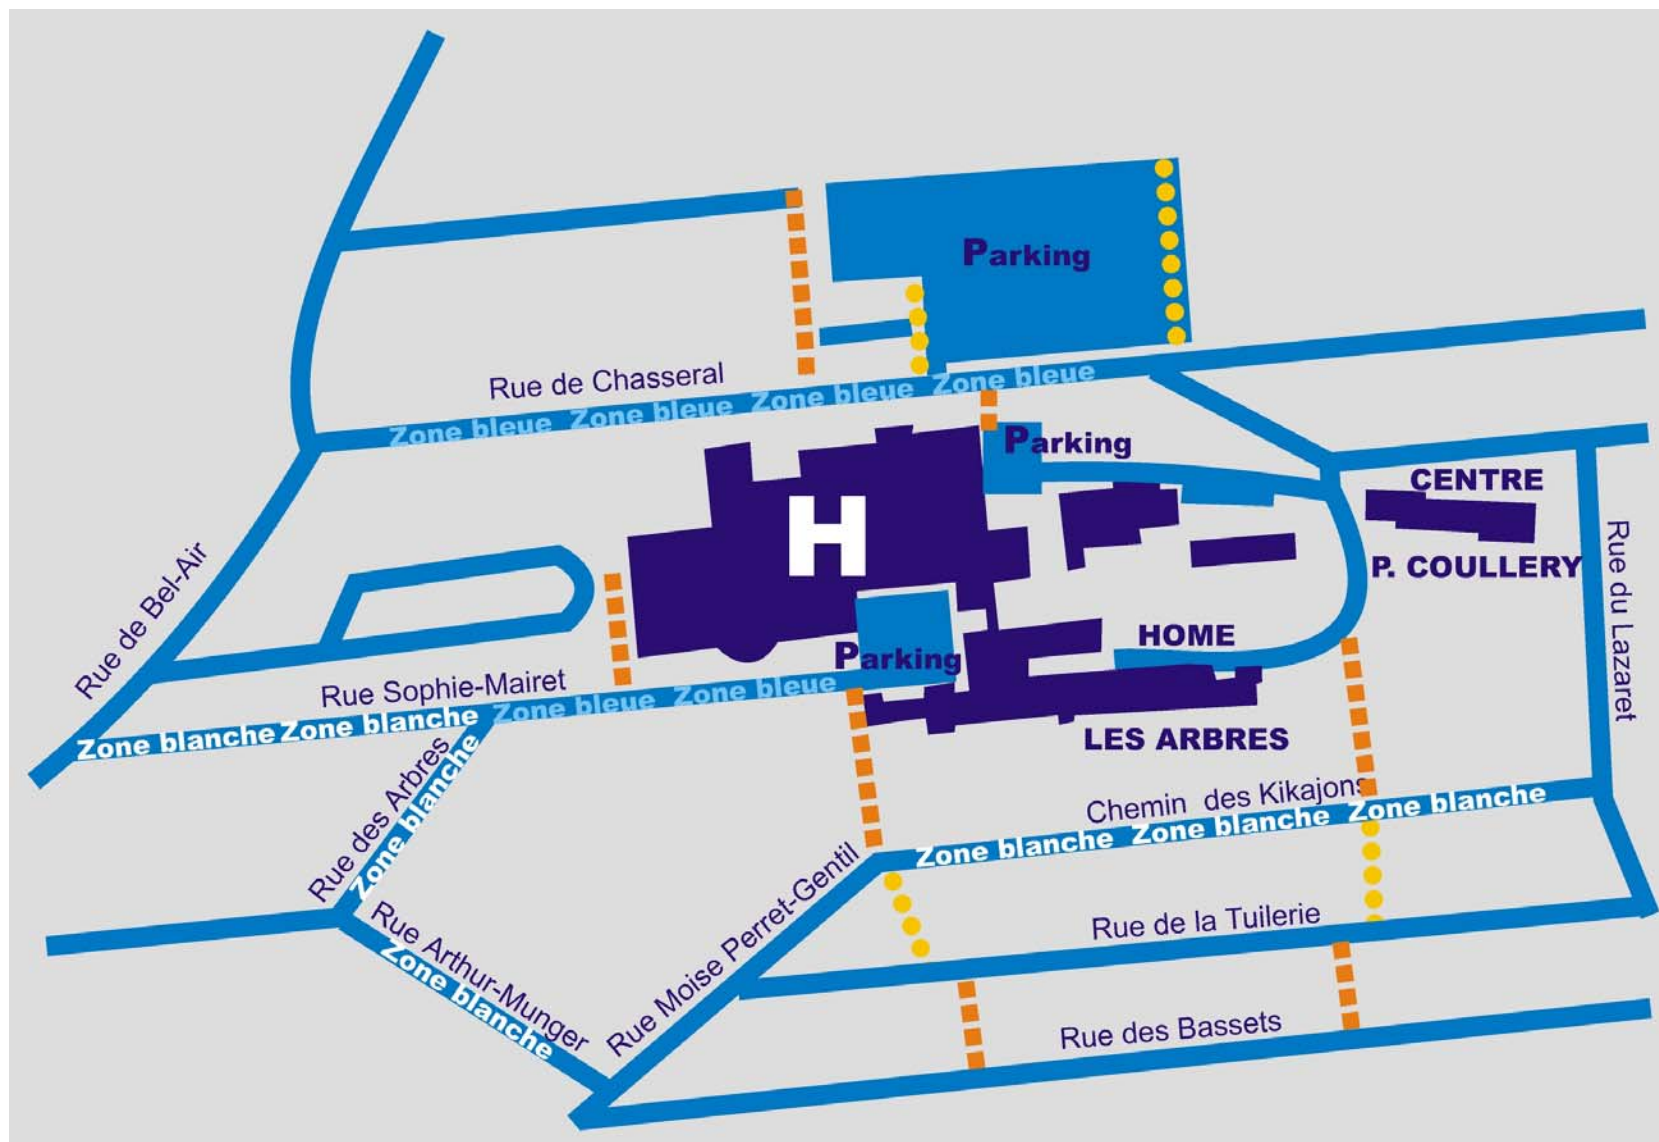 Parking
Rue de Chasseral
Zone bleue Zone bleue Zone bleue Zone bleue
Parking
H
CENTRE
P. COULLERY
Rue du Lazaret
Rue de Bel-Air
HOME
Parking
Rue Sophie-Mairet
Zone blanche Zone blanche Zone bleue Zone bleue
LES ARBRES
Rue des Arbres
Zone blanche
Chemin des Kikajons
Zone blanche Zone blanche Zone blanche
Rue Arthur-Munger
Zone blanche
Rue Moise Perret-Gentil
Rue de la Tuilerie
Rue des Bassets